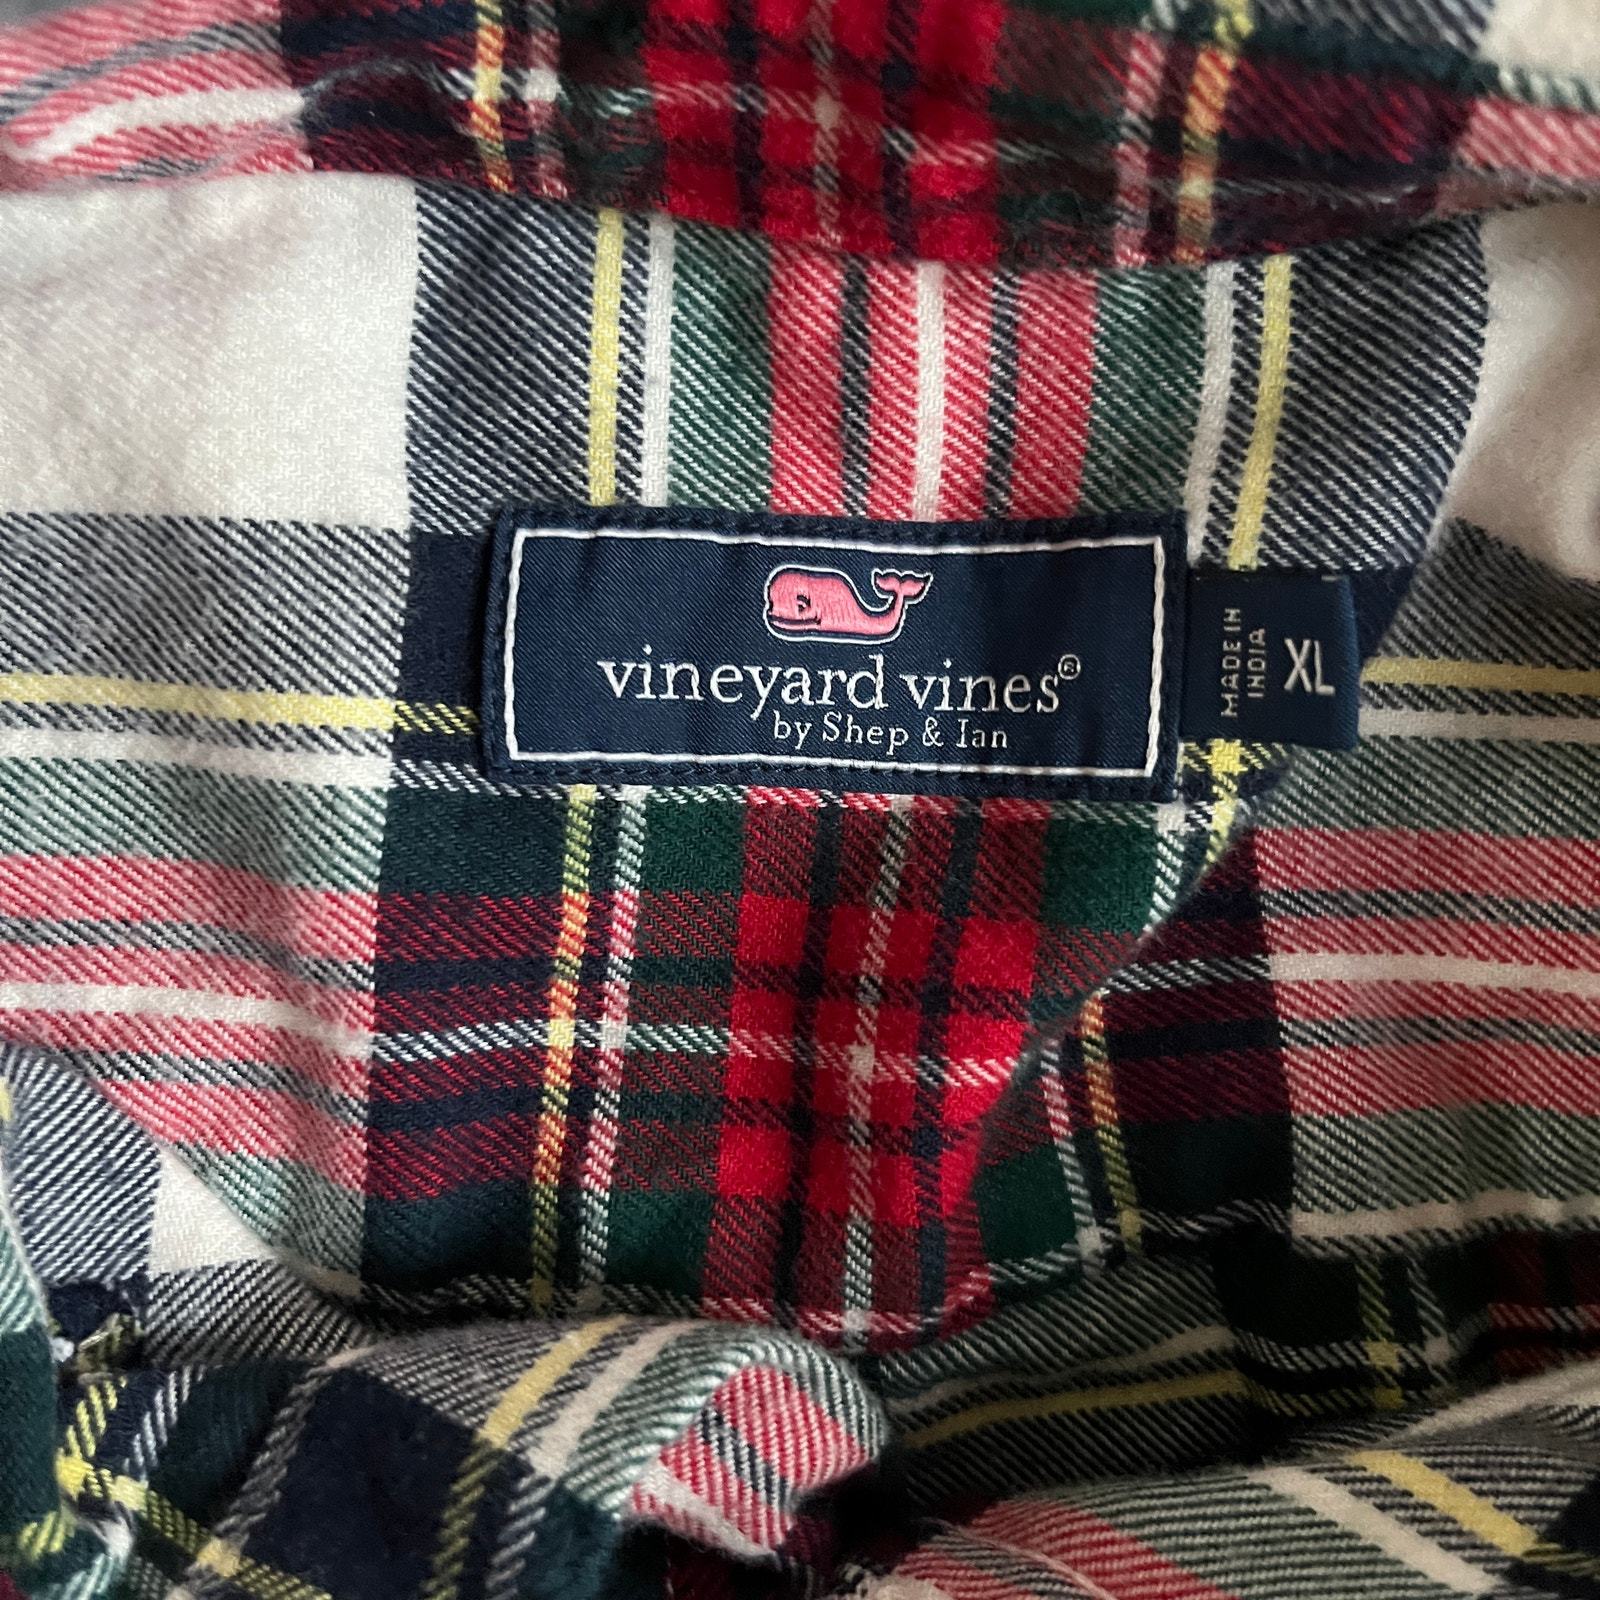 vineyard vines®
by Shep & Ian
MADE IN
INDIA
XL